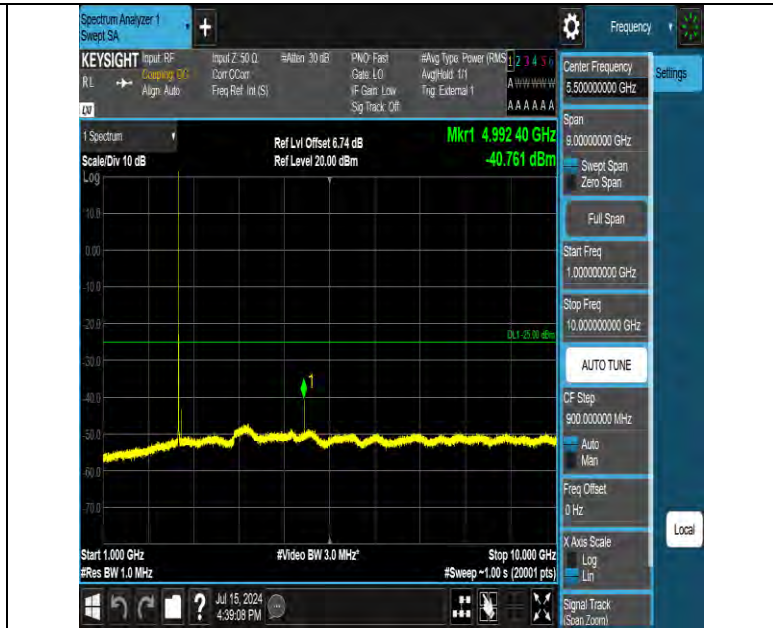 Spectrum Analyzer 1
Swept SA
Frequency
KEYSIGHT
RL
LXI
Input: RF
Coupling: DC
Align: Auto
Input Z: 50 Ω
Corr CCorr
Freq Ref: Int (S)
#Atten: 30 dB
PNO: Fast
Gate: LO
IF Gain: Low
Sig Track: Off
#Avg Type: Power (RMS
Avg|Hold: 1/1
Trig: External 1
1 2 3 4 5 6
A W W W W W
A A A A A A
1 Spectrum
Scale/Div 10 dB
Ref Lvl Offset 6.74 dB
Ref Level 20.00 dBm
Mkr1 4.992 40 GHz
-40.761 dBm
Log
10.0
0.00
-10.0
-20.0
DL1 -25.00 dBm
-30.0
1
-40.0
-50.0
-60.0
-70.0
Start 1.000 GHz
#Video BW 3.0 MHz*
Stop 10.000 GHz
#Res BW 1.0 MHz
#Sweep ~1.00 s (20001 pts)
?
Jul 15, 2024
4:39:08 PM
Center Frequency
5.500000000 GHz
Settings
Span
9.00000000 GHz
Swept Span
Zero Span
Full Span
Start Freq
1.000000000 GHz
Stop Freq
10.000000000 GHz
AUTO TUNE
CF Step
900.000000 MHz
Auto
Man
Freq Offset
0 Hz
X Axis Scale
Log
Lin
Local
Signal Track
(Span Zoom)